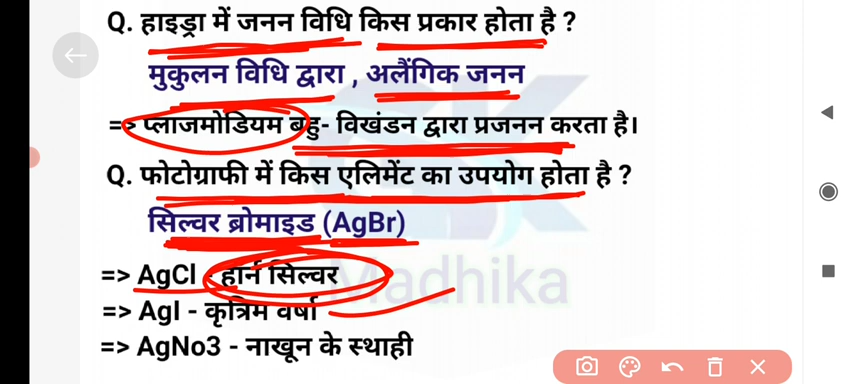 Q. हाइड्रा में जनन विधि किस प्रकार होता है ?
मुकुलन विधि द्वारा , अलैंगिक जनन
=> प्लाजमोडियम बहु- विखंडन द्वारा प्रजनन करता है।
Q. फोटोग्राफी में किस एलिमेंट का उपयोग होता है ?
सिल्वर ब्रोमाइड (AgBr)
=> AgCl - हार्न सिल्वर
=> AgI - कृत्रिम वर्षा
=> AgNo3 - नाखून के स्थाही
Madhika